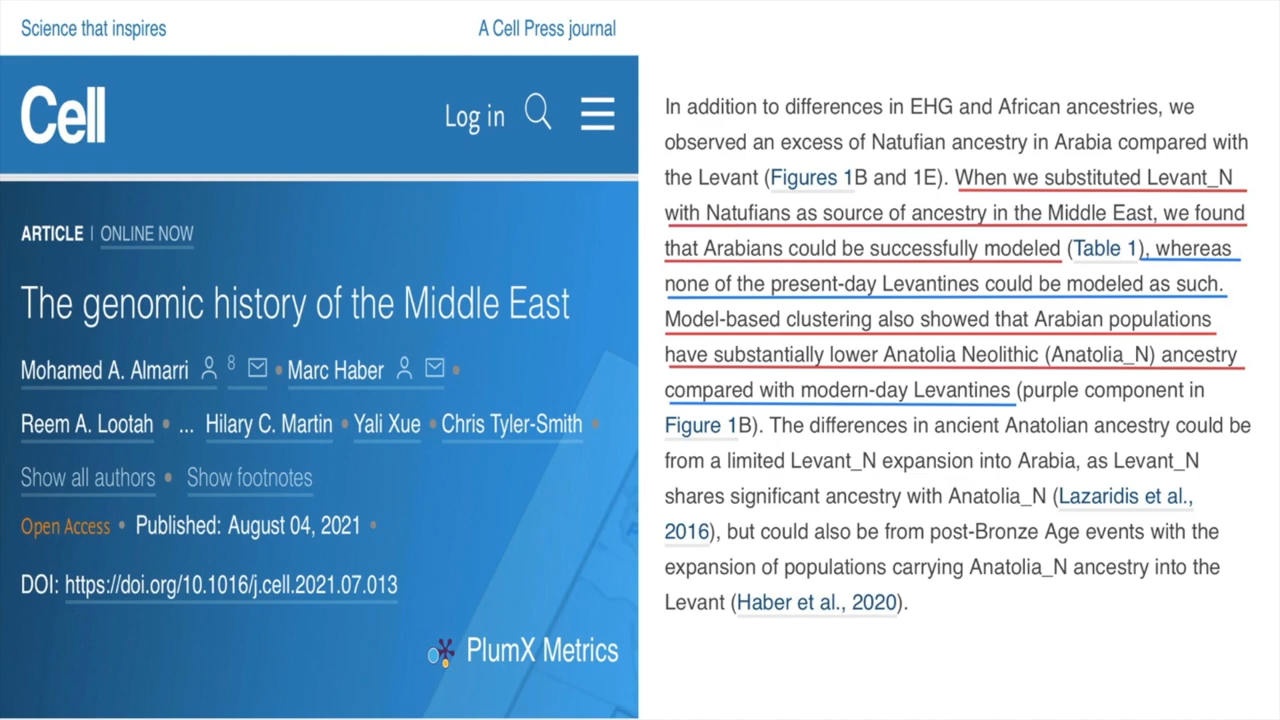 Science that inspires
A Cell Press journal
Cell
Log in
ARTICLE | ONLINE NOW
The genomic history of the Middle East
Mohamed A. Almarri 8 • Marc Haber •
Reem A. Lootah • ... Hilary C. Martin • Yali Xue • Chris Tyler-Smith •
Show all authors • Show footnotes
Open Access • Published: August 04, 2021 •
DOI: https://doi.org/10.1016/j.cell.2021.07.013
PlumX Metrics
In addition to differences in EHG and African ancestries, we
observed an excess of Natufian ancestry in Arabia compared with
the Levant (Figures 1B and 1E). When we substituted Levant_N
with Natufians as source of ancestry in the Middle East, we found
that Arabians could be successfully modeled (Table 1), whereas
none of the present-day Levantines could be modeled as such.
Model-based clustering also showed that Arabian populations
have substantially lower Anatolia Neolithic (Anatolia_N) ancestry
compared with modern-day Levantines (purple component in
Figure 1B). The differences in ancient Anatolian ancestry could be
from a limited Levant_N expansion into Arabia, as Levant_N
shares significant ancestry with Anatolia_N (Lazaridis et al.,
2016), but could also be from post-Bronze Age events with the
expansion of populations carrying Anatolia_N ancestry into the
Levant (Haber et al., 2020).